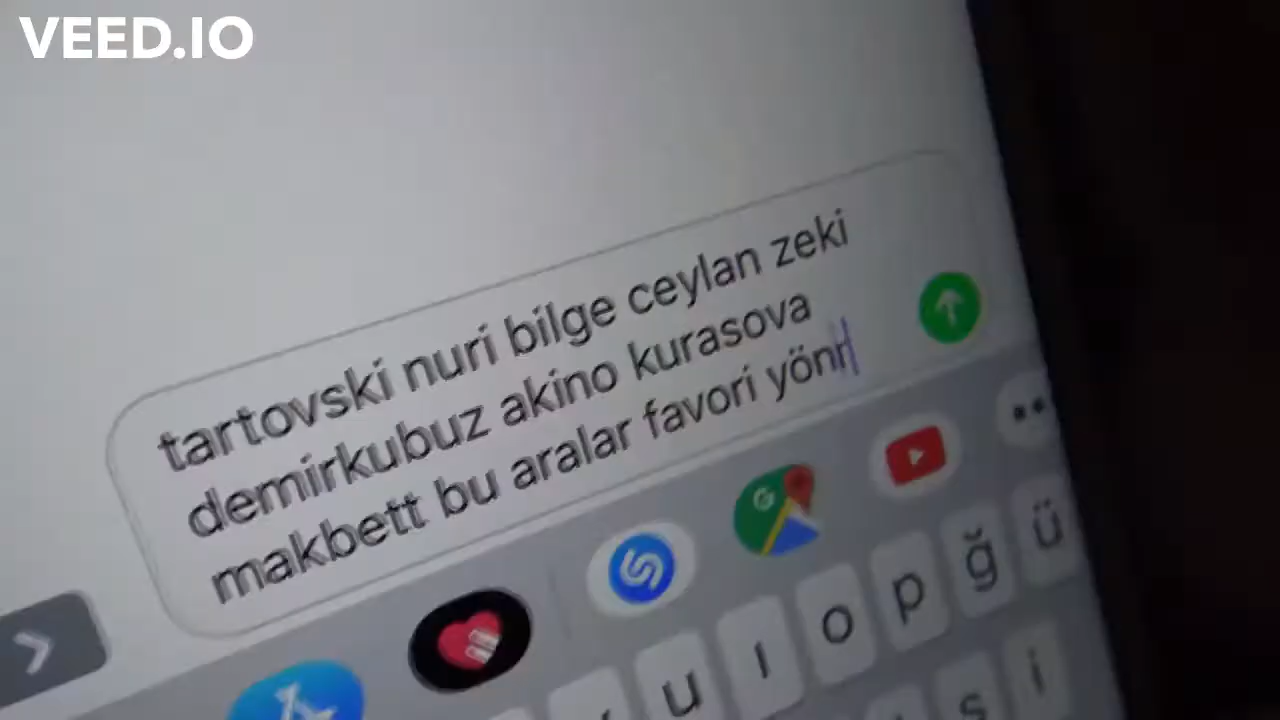 VEED.IO
tartovski nuri bilge ceylan zeki
demirkubuz akino kurasova
makbett bu aralar favori yönr
u ı o p ğ ü
ş i